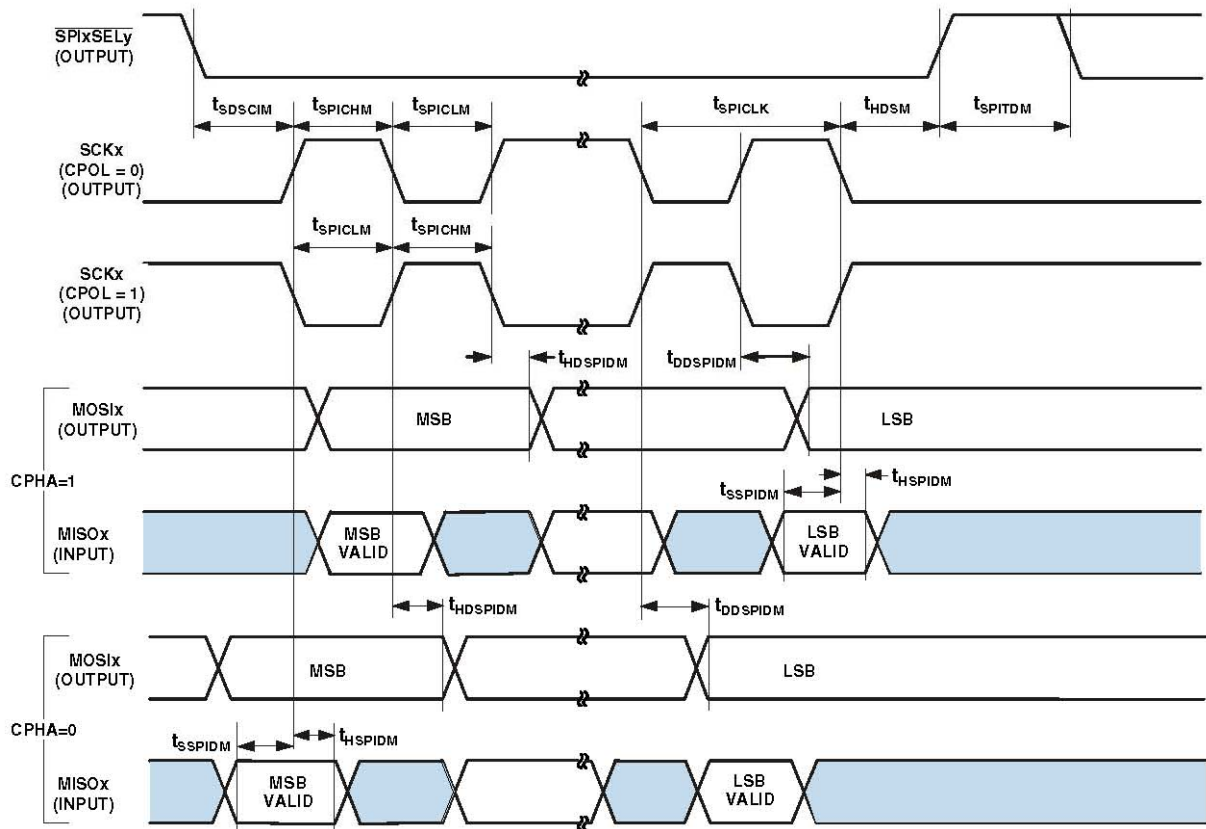 SPIxSELy
(OUTPUT)
tSDSCIM
tSPICHM
tSPICLM
tSPICLK
tHDSM
tSPITDM
SCKx
(CPOL = 0)
(OUTPUT)
tSPICLM
tSPICHM
SCKx
(CPOL = 1)
(OUTPUT)
tHDSPIDM
tDDSPIDM
CPHA=1
MOSIx
(OUTPUT)
MSB
LSB
tSSPIDM
tHSPIDM
MISOx
(INPUT)
MSB
VALID
LSB
VALID
tHDSPIDM
tDDSPIDM
CPHA=0
MOSIx
(OUTPUT)
MSB
LSB
tSSPIDM
tHSPIDM
MISOx
(INPUT)
MSB
VALID
LSB
VALID